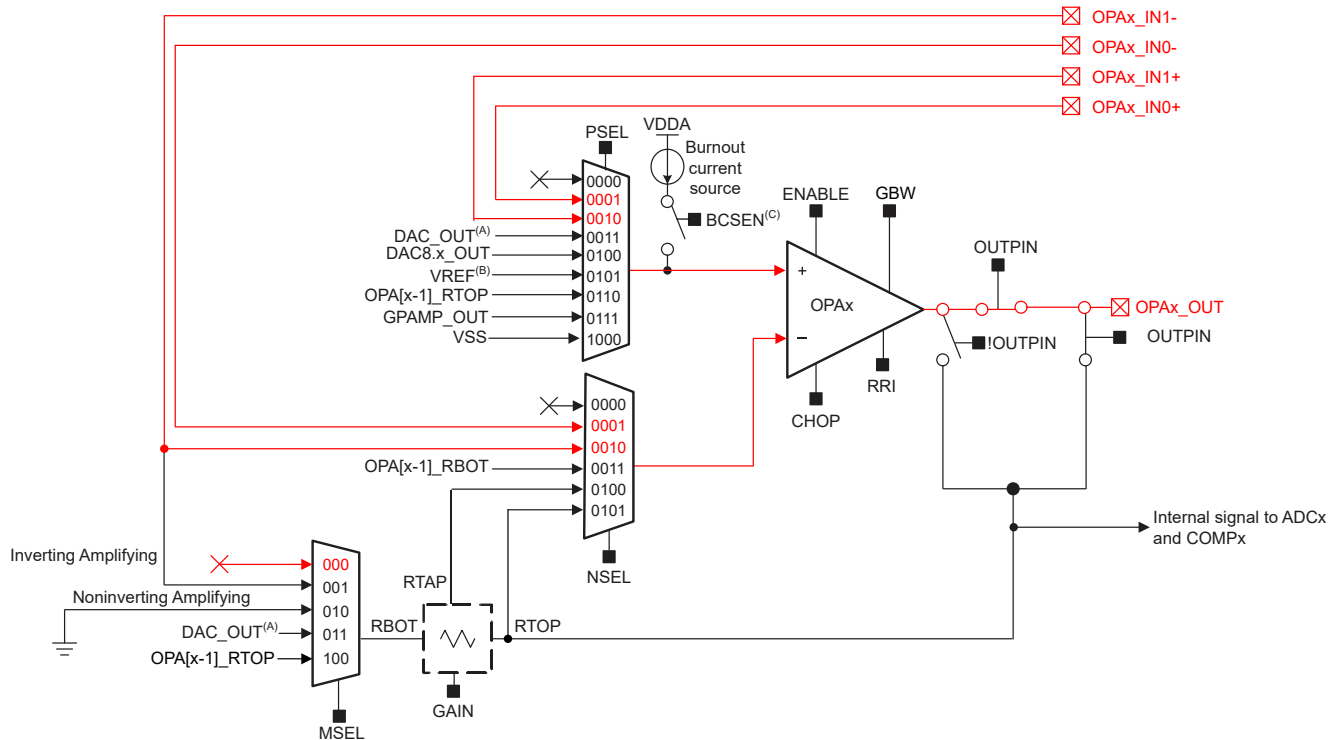 OPAx_IN1-
OPAx_IN0-
OPAx_IN1+
OPAx_IN0+
PSEL
VDDA
Burnout
current
source
BCSEN(C)
0000
0001
0010
0011
0100
0101
0110
0111
1000
DAC_OUT(A)
DAC8.x_OUT
VREF(B)
OPA[x-1]_RTOP
GPAMP_OUT
VSS
ENABLE
GBW
+
OPAx
−
RRI
CHOP
OUTPIN
OPAx_OUT
!OUTPIN
OUTPIN
0000
0001
0010
0011
0100
0101
OPA[x-1]_RBOT
NSEL
Internal signal to ADCx
and COMPx
Inverting Amplifying
Noninverting Amplifying
DAC_OUT(A)
OPA[x-1]_RTOP
000
001
010
011
100
MSEL
RBOT
RTAP
RTOP
GAIN